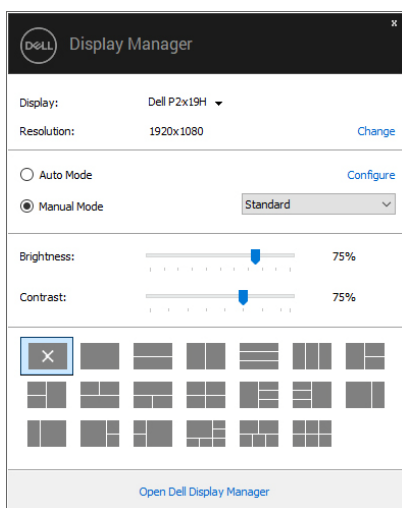 x
DELL Display Manager
Display: Dell P2x19H
Resolution: 1920x1080 Change
Auto Mode Configure
Manual Mode Standard
Brightness: 75%
Contrast: 75%
Open Dell Display Manager